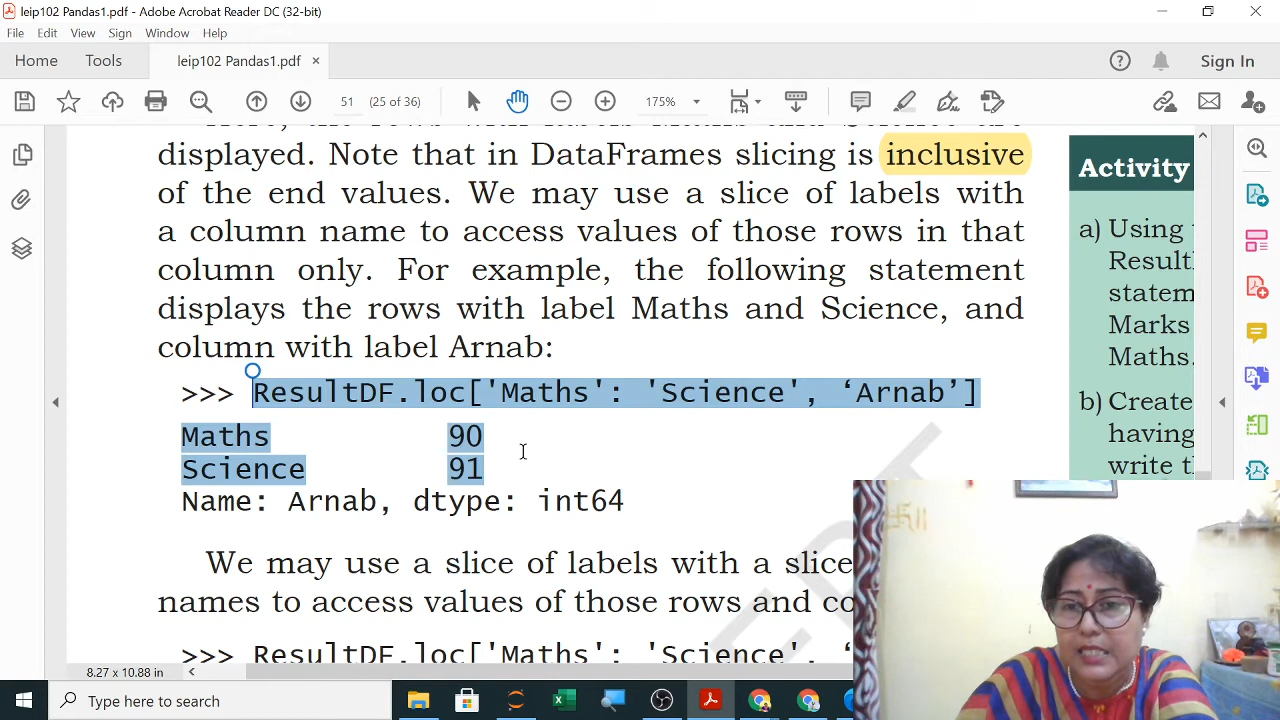 leip102 Pandas1.pdf - Adobe Acrobat Reader DC (32-bit)
File Edit View Sign Window Help
Home Tools leip102 Pandas1.pdf × Sign In
51 (25 of 36) 175%
displayed. Note that in DataFrames slicing is inclusive
of the end values. We may use a slice of labels with
a column name to access values of those rows in that
column only. For example, the following statement
displays the rows with label Maths and Science, and
column with label Arnab:
>>> ResultDF.loc['Maths': 'Science', ‘Arnab’]
Maths 90
Science 91
Name: Arnab, dtype: int64
We may use a slice of labels with a slice
names to access values of those rows and co
>>> ResultDF.loc['Maths': 'Science', ‘
Activity
a) Using
Result
statem
Marks
Maths.
b) Create
having
write t
8.27 x 10.88 in
Type here to search